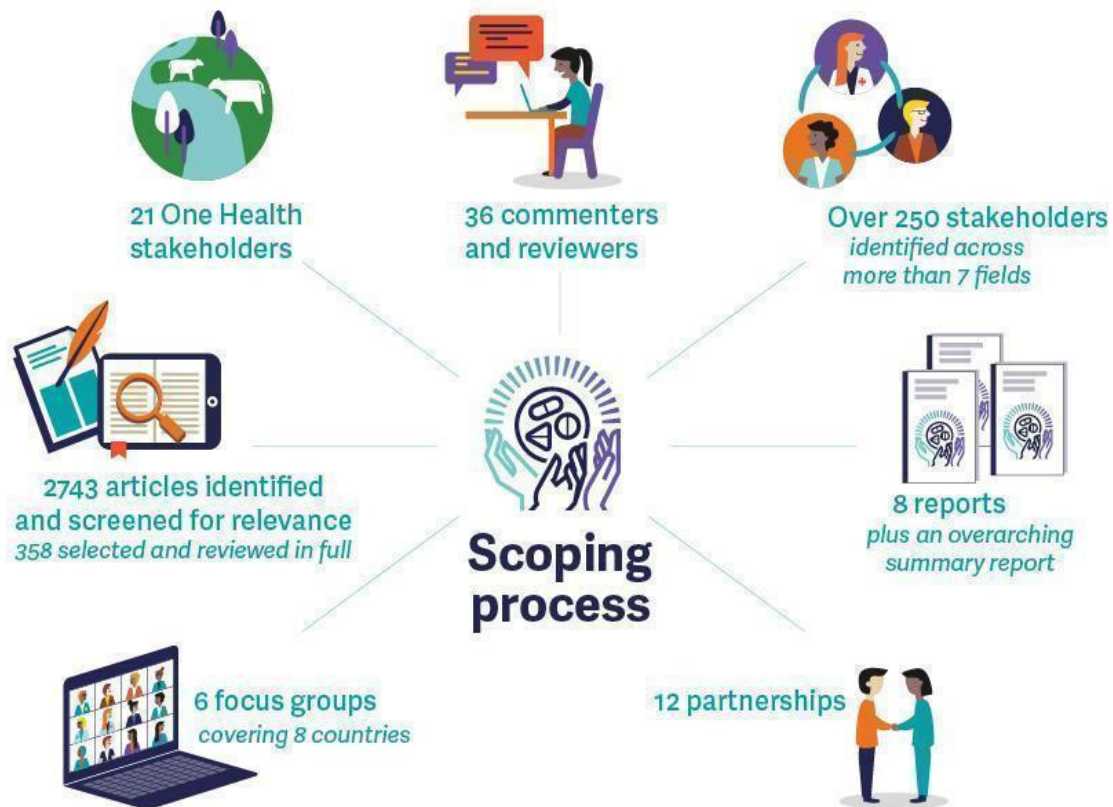 21 One Health
stakeholders
36 commenters
and reviewers
Over 250 stakeholders
identified across
more than 7 fields
2743 articles identified
and screened for relevance
358 selected and reviewed in full
Scoping
process
8 reports
plus an overarching
summary report
6 focus groups
covering 8 countries
12 partnerships